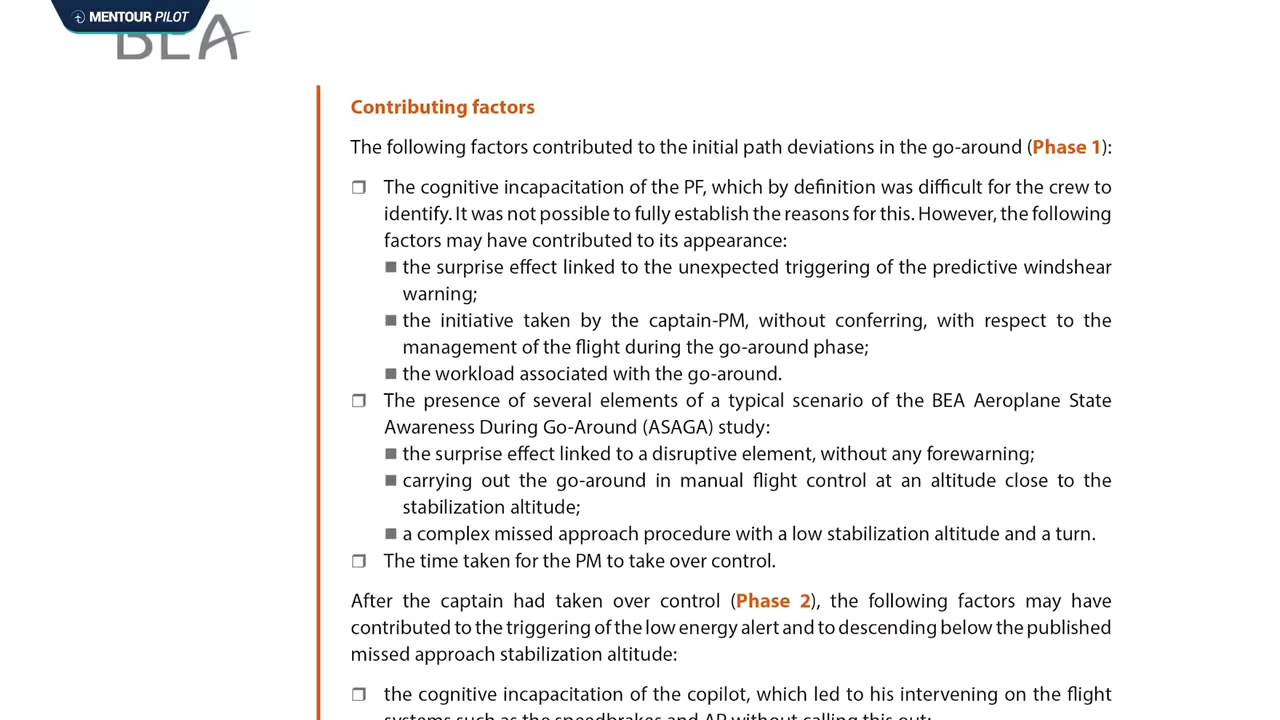 MENTOUR PILOT
BEA
Contributing factors
The following factors contributed to the initial path deviations in the go-around (Phase 1):
❒ The cognitive incapacitation of the PF, which by definition was difficult for the crew to
identify. It was not possible to fully establish the reasons for this. However, the following
factors may have contributed to its appearance:
■ the surprise effect linked to the unexpected triggering of the predictive windshear
warning;
■ the initiative taken by the captain-PM, without conferring, with respect to the
management of the flight during the go-around phase;
■ the workload associated with the go-around.
❒ The presence of several elements of a typical scenario of the BEA Aeroplane State
Awareness During Go-Around (ASAGA) study:
■ the surprise effect linked to a disruptive element, without any forewarning;
■ carrying out the go-around in manual flight control at an altitude close to the
stabilization altitude;
■ a complex missed approach procedure with a low stabilization altitude and a turn.
❒ The time taken for the PM to take over control.
After the captain had taken over control (Phase 2), the following factors may have
contributed to the triggering of the low energy alert and to descending below the published
missed approach stabilization altitude:
❒ the cognitive incapacitation of the copilot, which led to his intervening on the flight
systems such as the speedbrakes and AP without calling this out;